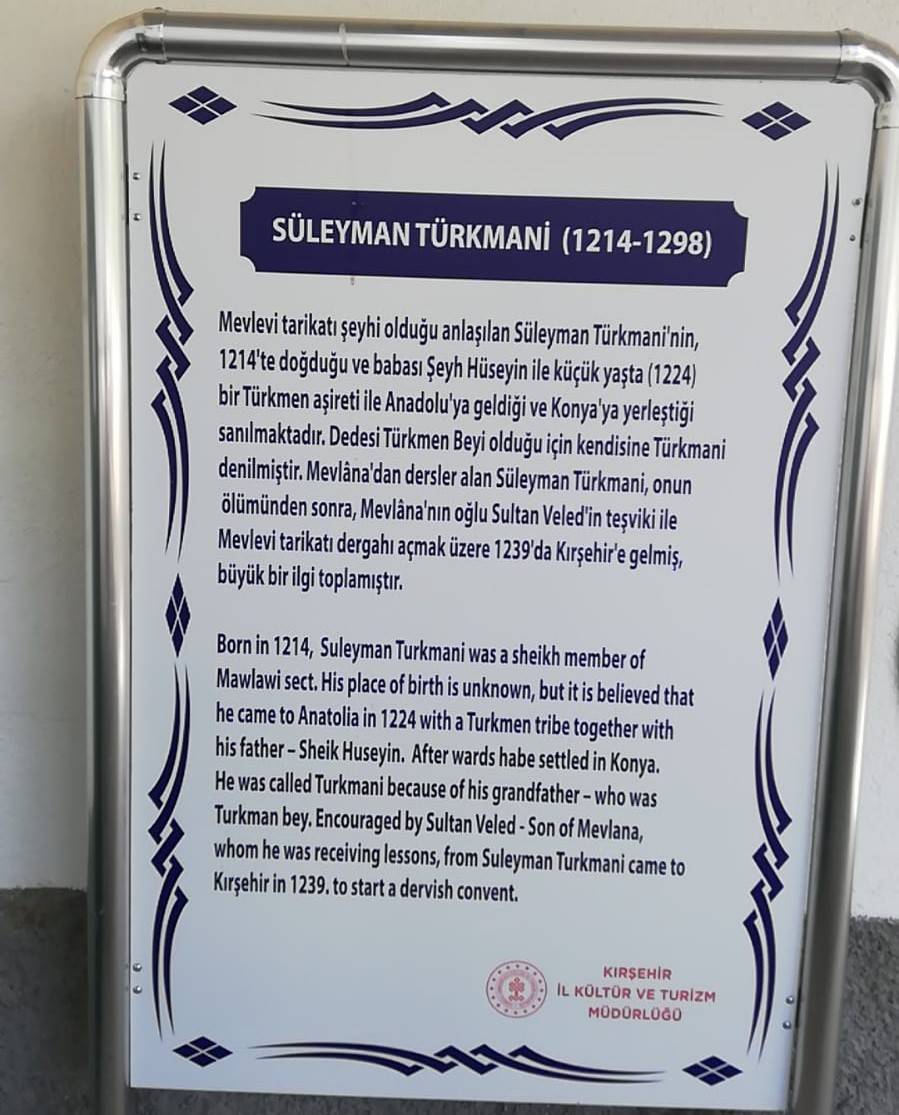 SÜLEYMAN TÜRKMANİ (1214-1298)
Mevlevi tarikatı şeyhi olduğu anlaşılan Süleyman Türkmani'nin,
1214'te doğduğu ve babası Şeyh Hüseyin ile küçük yaşta (1224)
bir Türkmen aşireti ile Anadolu'ya geldiği ve Konya'ya yerleştiği
sanılmaktadır. Dedesi Türkmen Beyi olduğu için kendisine Türkmani
denilmiştir. Mevlâna'dan dersler alan Süleyman Türkmani, onun
ölümünden sonra, Mevlâna'nın oğlu Sultan Veled'in teşviki ile
Mevlevi tarikatı dergahı açmak üzere 1239'da Kırşehir'e gelmiş,
büyük bir ilgi toplamıştır.
Born in 1214, Suleyman Turkmani was a sheikh member of
Mawlawi sect. His place of birth is unknown, but it is believed that
he came to Anatolia in 1224 with a Turkmen tribe together with
his father – Sheik Huseyin. After wards habe settled in Konya.
He was called Turkmani because of his grandfather – who was
Turkman bey. Encouraged by Sultan Veled - Son of Mevlana,
whom he was receiving lessons, from Suleyman Turkmani came to
Kırşehir in 1239. to start a dervish convent.
KIRŞEHİR
İL KÜLTÜR VE TURİZM
MÜDÜRLÜĞÜ